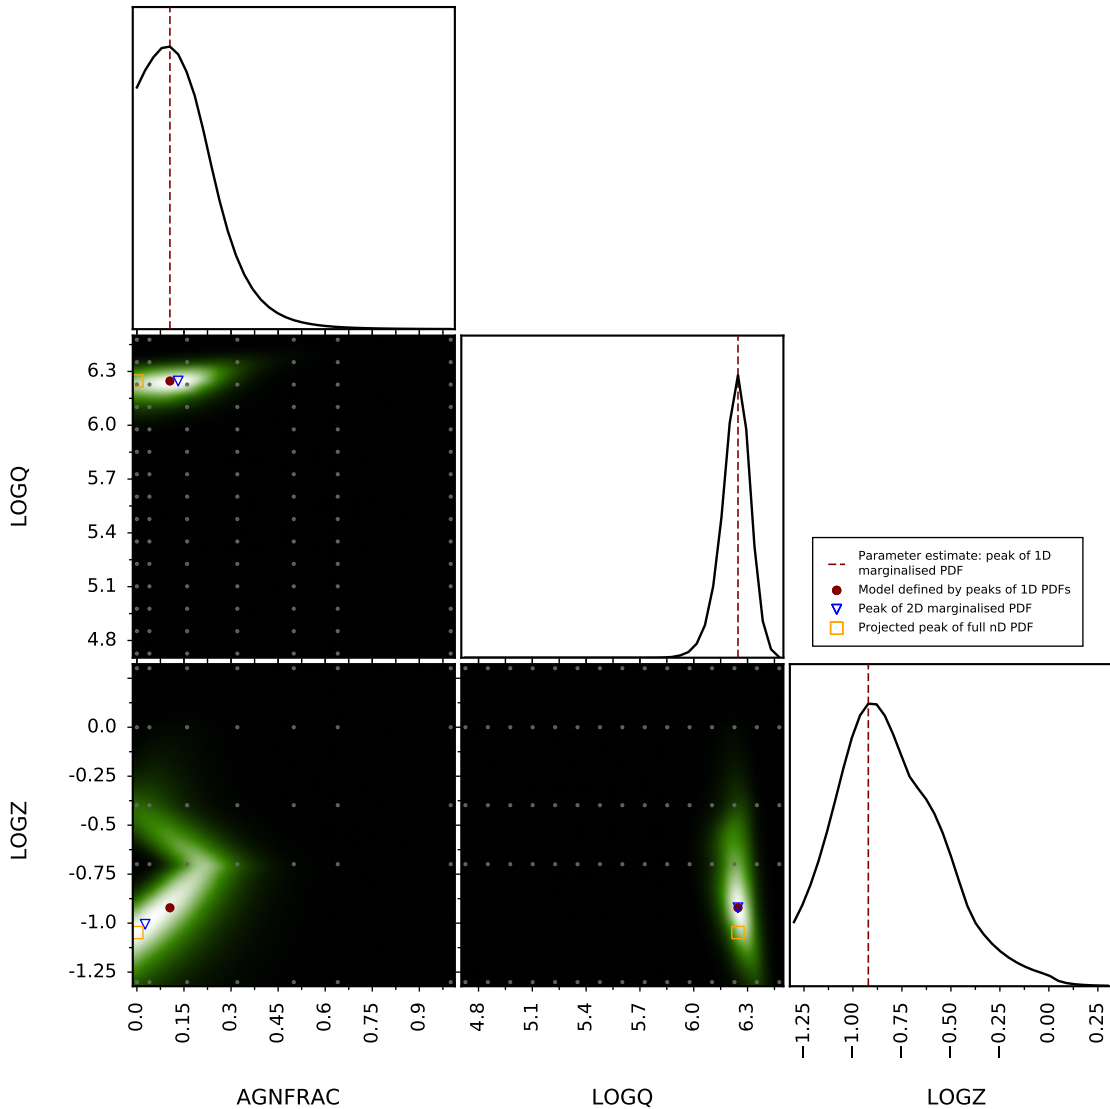 6.3
6.0
5.7
5.4
5.1
4.8
LOGQ
Parameter estimate: peak of 1D
marginalised PDF
Model defined by peaks of 1D PDFs
Peak of 2D marginalised PDF
Projected peak of full nD PDF
0.0
-0.25
-0.5
-0.75
-1.0
-1.25
LOGZ
0.0 0.15 0.3 0.45 0.6 0.75 0.9
4.8 5.1 5.4 5.7 6.0 6.3
−1.25 −1.00 −0.75 −0.50 −0.25 0.00 0.25
AGNFRAC LOGQ LOGZ